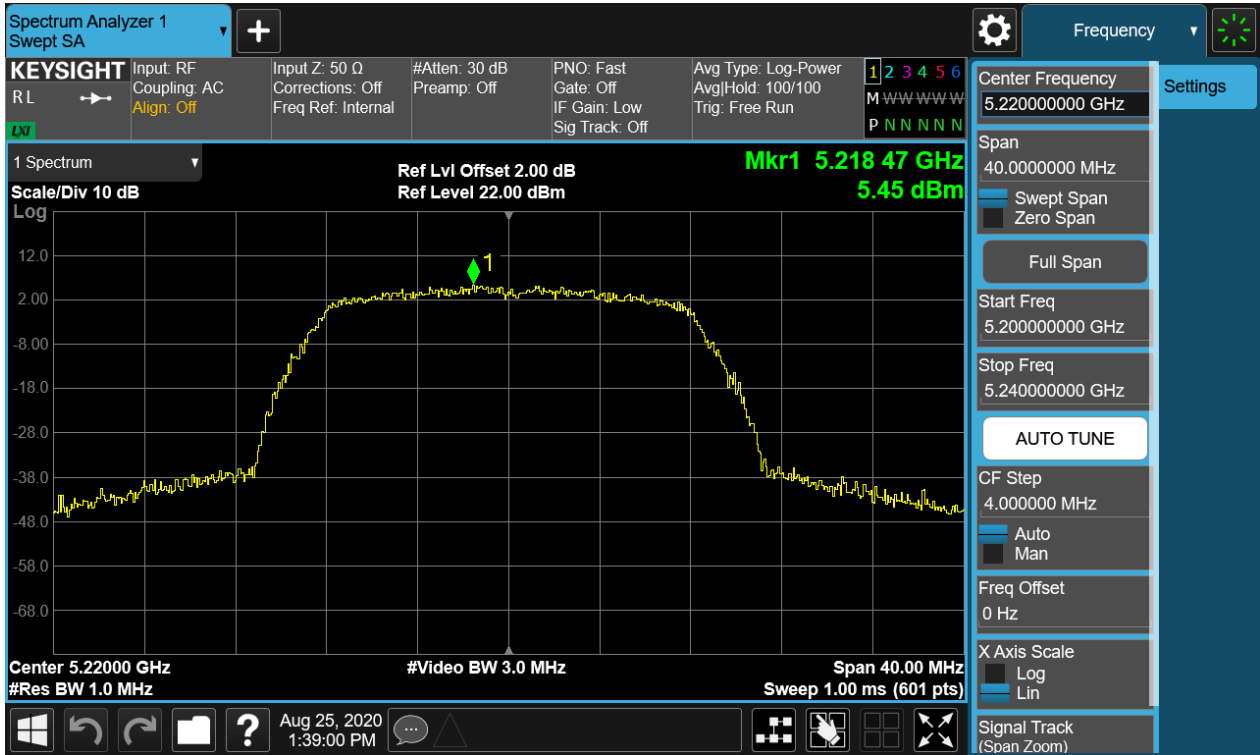 Spectrum Analyzer 1
Swept SA
Frequency
KEYSIGHT
R L
LXI
Input: RF
Coupling: AC
Align: Off
Input Z: 50 Ω
Corrections: Off
Freq Ref: Internal
#Atten: 30 dB
Preamp: Off
PNO: Fast
Gate: Off
IF Gain: Low
Sig Track: Off
Avg Type: Log-Power
Avg|Hold: 100/100
Trig: Free Run
1 2 3 4 5 6
M W W W W W
P N N N N N
1 Spectrum
Scale/Div 10 dB
Ref Lvl Offset 2.00 dB
Ref Level 22.00 dBm
Mkr1 5.218 47 GHz
5.45 dBm
Log
1
12.0
2.00
-8.00
-18.0
-28.0
-38.0
-48.0
-58.0
-68.0
Center 5.22000 GHz
#Res BW 1.0 MHz
#Video BW 3.0 MHz
Span 40.00 MHz
Sweep 1.00 ms (601 pts)
Aug 25, 2020
1:39:00 PM
Center Frequency
5.220000000 GHz
Settings
Span
40.0000000 MHz
Swept Span
Zero Span
Full Span
Start Freq
5.200000000 GHz
Stop Freq
5.240000000 GHz
AUTO TUNE
CF Step
4.000000 MHz
Auto
Man
Freq Offset
0 Hz
X Axis Scale
Log
Lin
Signal Track
(Span Zoom)